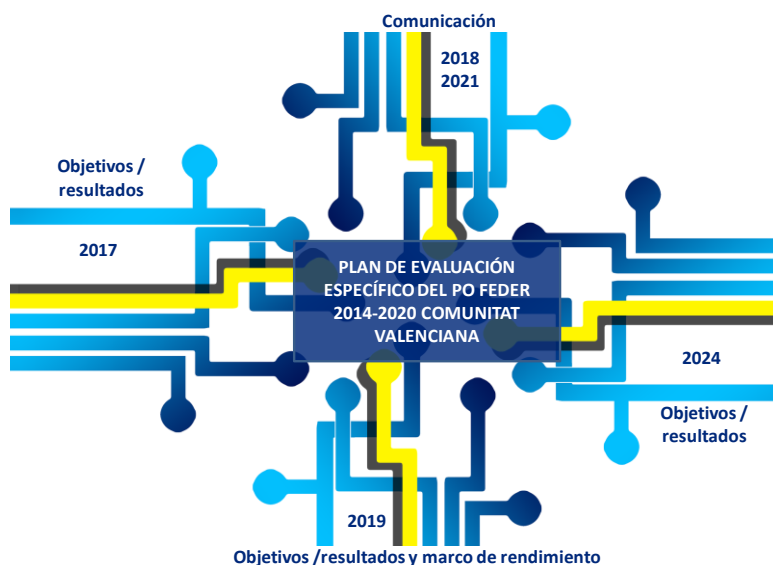 Comunicación
2018
2021
Objetivos /
resultados
2017
PLAN DE EVALUACIÓN
ESPECÍFICO DEL PO FEDER
2014-2020 COMUNITAT
VALENCIANA
2024
Objetivos /
resultados
2019
Objetivos /resultados y marco de rendimiento